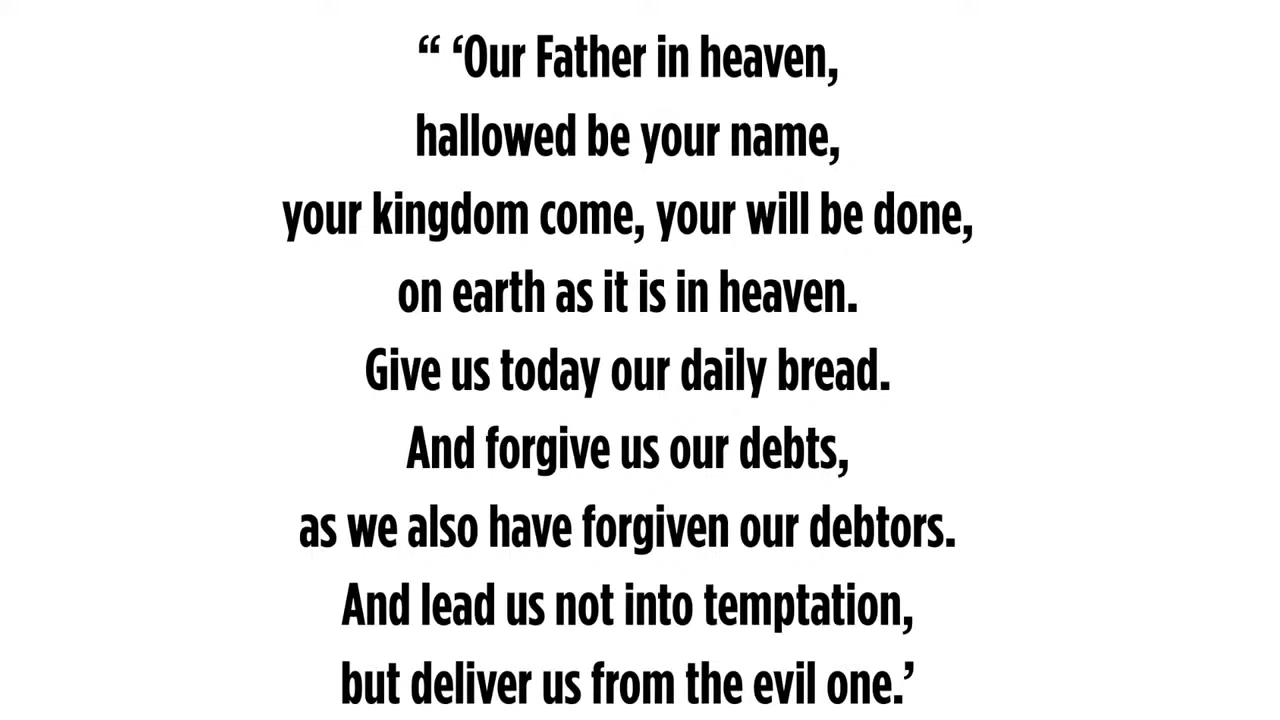 “ ‘Our Father in heaven,
hallowed be your name,
your kingdom come, your will be done,
on earth as it is in heaven.
Give us today our daily bread.
And forgive us our debts,
as we also have forgiven our debtors.
And lead us not into temptation,
but deliver us from the evil one.’